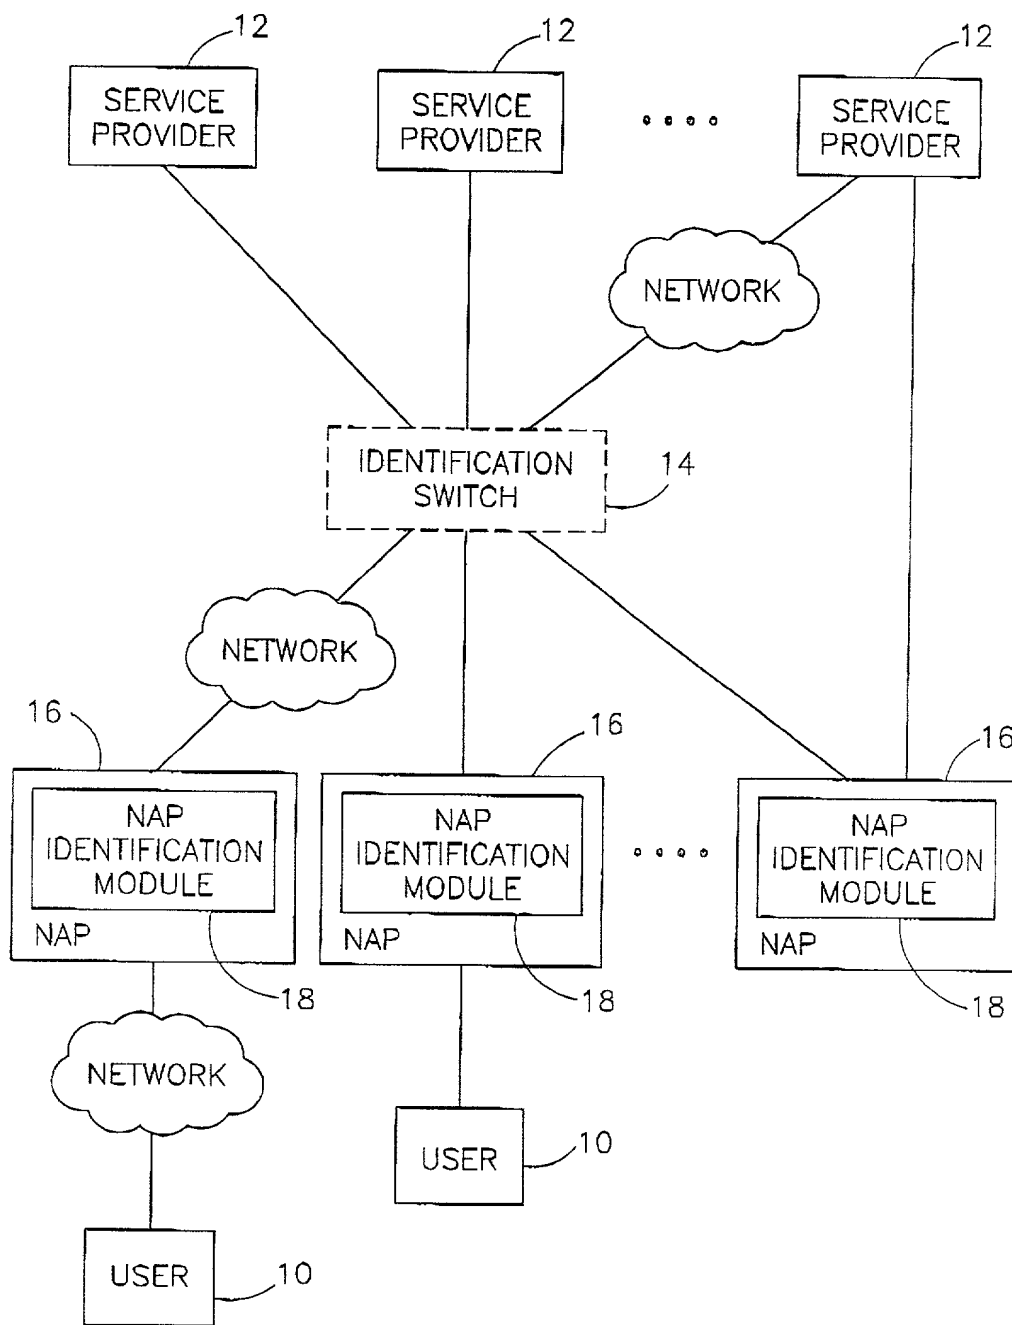 12
12
12
SERVICE
PROVIDER
SERVICE
PROVIDER
SERVICE
PROVIDER
NETWORK
IDENTIFICATION
SWITCH
14
NETWORK
16
16
16
NAP
IDENTIFICATION
MODULE
NAP
NAP
IDENTIFICATION
MODULE
NAP
NAP
IDENTIFICATION
MODULE
NAP
18
18
18
NETWORK
USER
10
USER
10